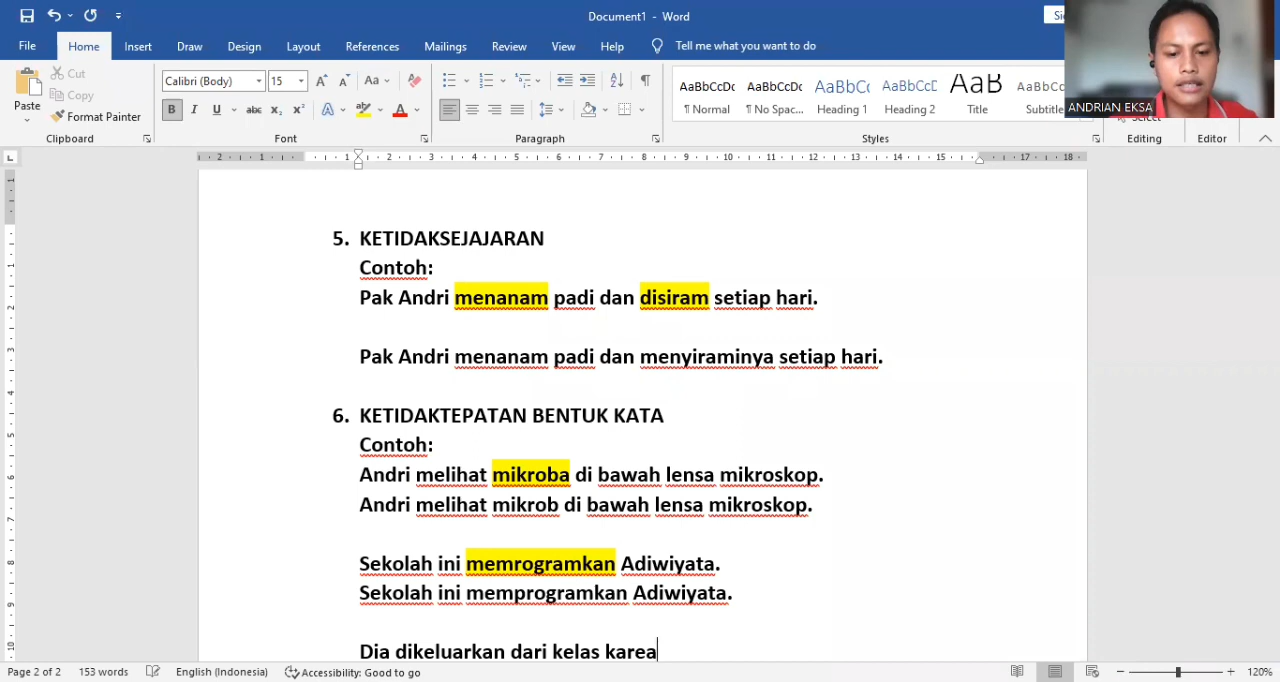 Document1 - Word
File Home Insert Draw Design Layout References Mailings Review View Help Tell me what you want to do
ANDRIAN EKSA
Paste
Cut
Copy
Format Painter
Clipboard
Calibri (Body) 15
Font
Paragraph
AaBbCcDc AaBbCcDc AaBbCc AaBbCcD AaB AaBbCc
¶ Normal ¶ No Spac... Heading 1 Heading 2 Title Subtitle
Styles
Select
Editing
Editor
5. KETIDAKSEJAJARAN
Contoh:
Pak Andri menanam padi dan disiram setiap hari.
Pak Andri menanam padi dan menyiraminya setiap hari.
6. KETIDAKTEPATAN BENTUK KATA
Contoh:
Andri melihat mikroba di bawah lensa mikroskop.
Andri melihat mikrob di bawah lensa mikroskop.
Sekolah ini memrogramkan Adiwiyata.
Sekolah ini memprogramkan Adiwiyata.
Dia dikeluarkan dari kelas karea
Page 2 of 2 153 words English (Indonesia) Accessibility: Good to go 120%